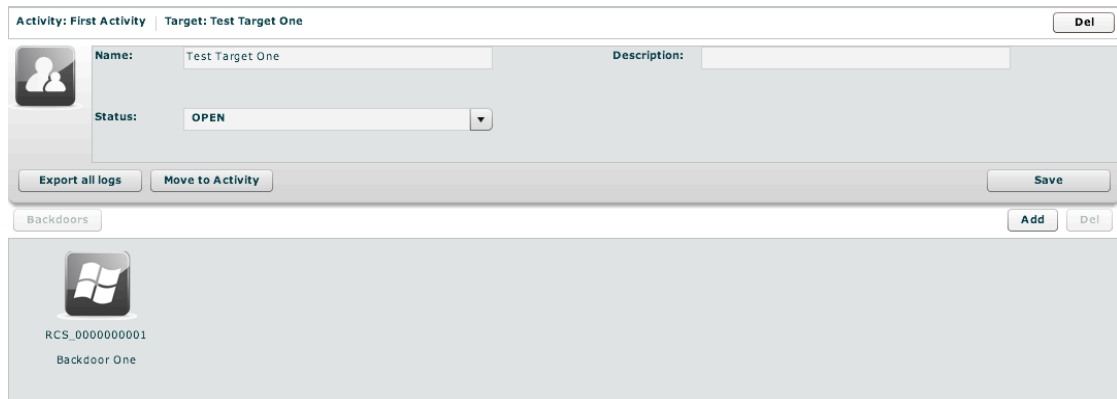 Activity: First Activity Target: Test Target One Del
Name: Test Target One Description:
Status: OPEN
Export all logs Move to Activity Save
Backdoors Add Del
RCS_0000000001
Backdoor One